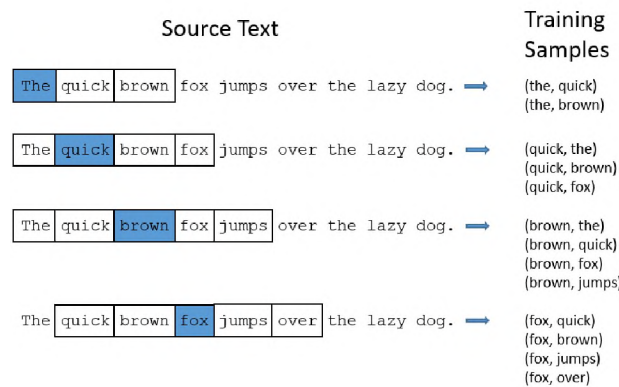 Source Text
Training
Samples
The quick brown fox jumps over the lazy dog.
(the, quick)
(the, brown)
The quick brown fox jumps over the lazy dog.
(quick, the)
(quick, brown)
(quick, fox)
The quick brown fox jumps over the lazy dog.
(brown, the)
(brown, quick)
(brown, fox)
(brown, jumps)
The quick brown fox jumps over the lazy dog.
(fox, quick)
(fox, brown)
(fox, jumps)
(fox, over)